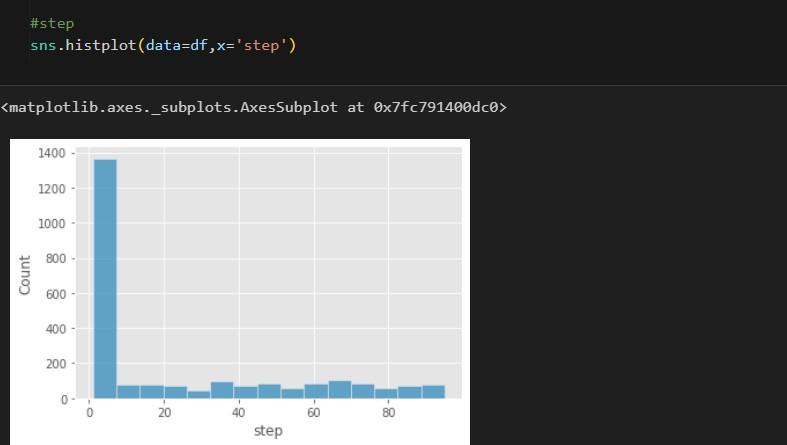 #step
sns.histplot(data=df,x='step')
<matplotlib.axes._subplots.AxesSubplot at 0x7fc791400dc0>
1400
1200
1000
800
600
400
200
0
Count
0 20 40 60 80
step